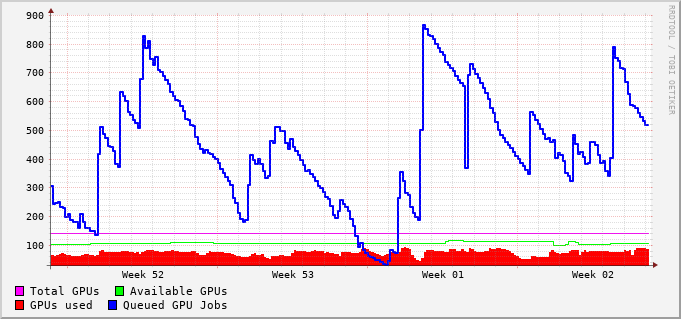 900
800
700
600
500
400
300
200
100
Week 52 Week 53 Week 01 Week 02
Total GPUs Available GPUs
GPUs used Queued GPU Jobs
RRDTOOL / TOBI OETIKER